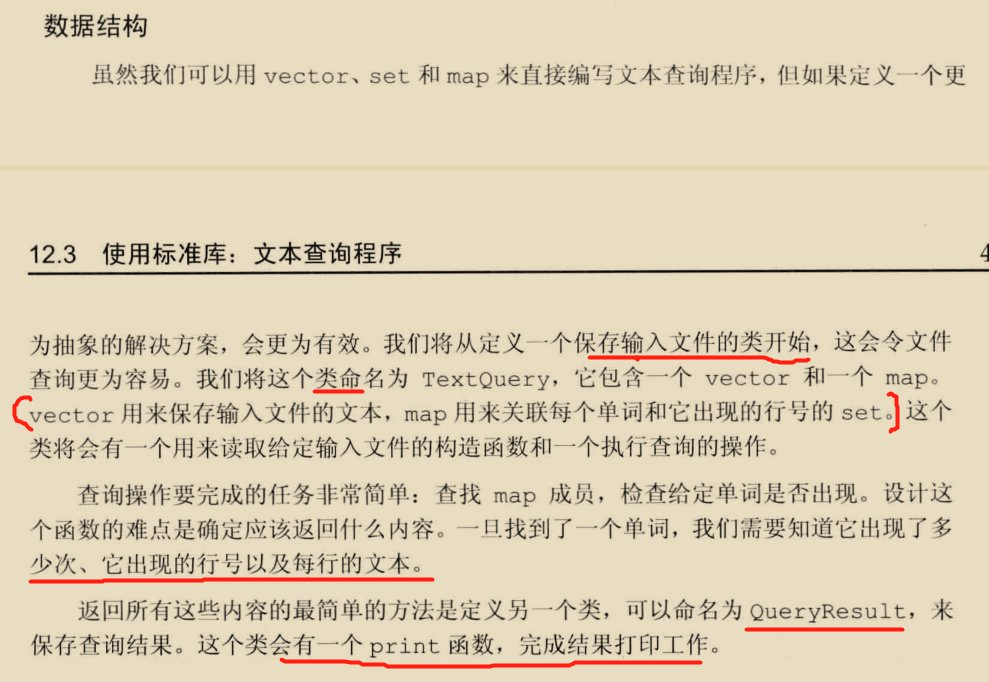 数据结构
虽然我们可以用 vector、set 和 map 来直接编写文本查询程序，但如果定义一个更
12.3 使用标准库：文本查询程序
4
为抽象的解决方案，会更为有效。我们将从定义一个保存输入文件的类开始，这会令文件
查询更为容易。我们将这个类命名为 TextQuery，它包含一个 vector 和一个 map。
vector 用来保存输入文件的文本，map 用来关联每个单词和它出现的行号的 set。这个
类将会有一个用来读取给定输入文件的构造函数和一个执行查询的操作。
查询操作要完成的任务非常简单：查找 map 成员，检查给定单词是否出现。设计这
个函数的难点是确定应该返回什么内容。一旦找到了一个单词，我们需要知道它出现了多
少次、它出现的行号以及每行的文本。
返回所有这些内容的最简单的方法是定义另一个类，可以命名为 QueryResult，来
保存查询结果。这个类会有一个 print 函数，完成结果打印工作。